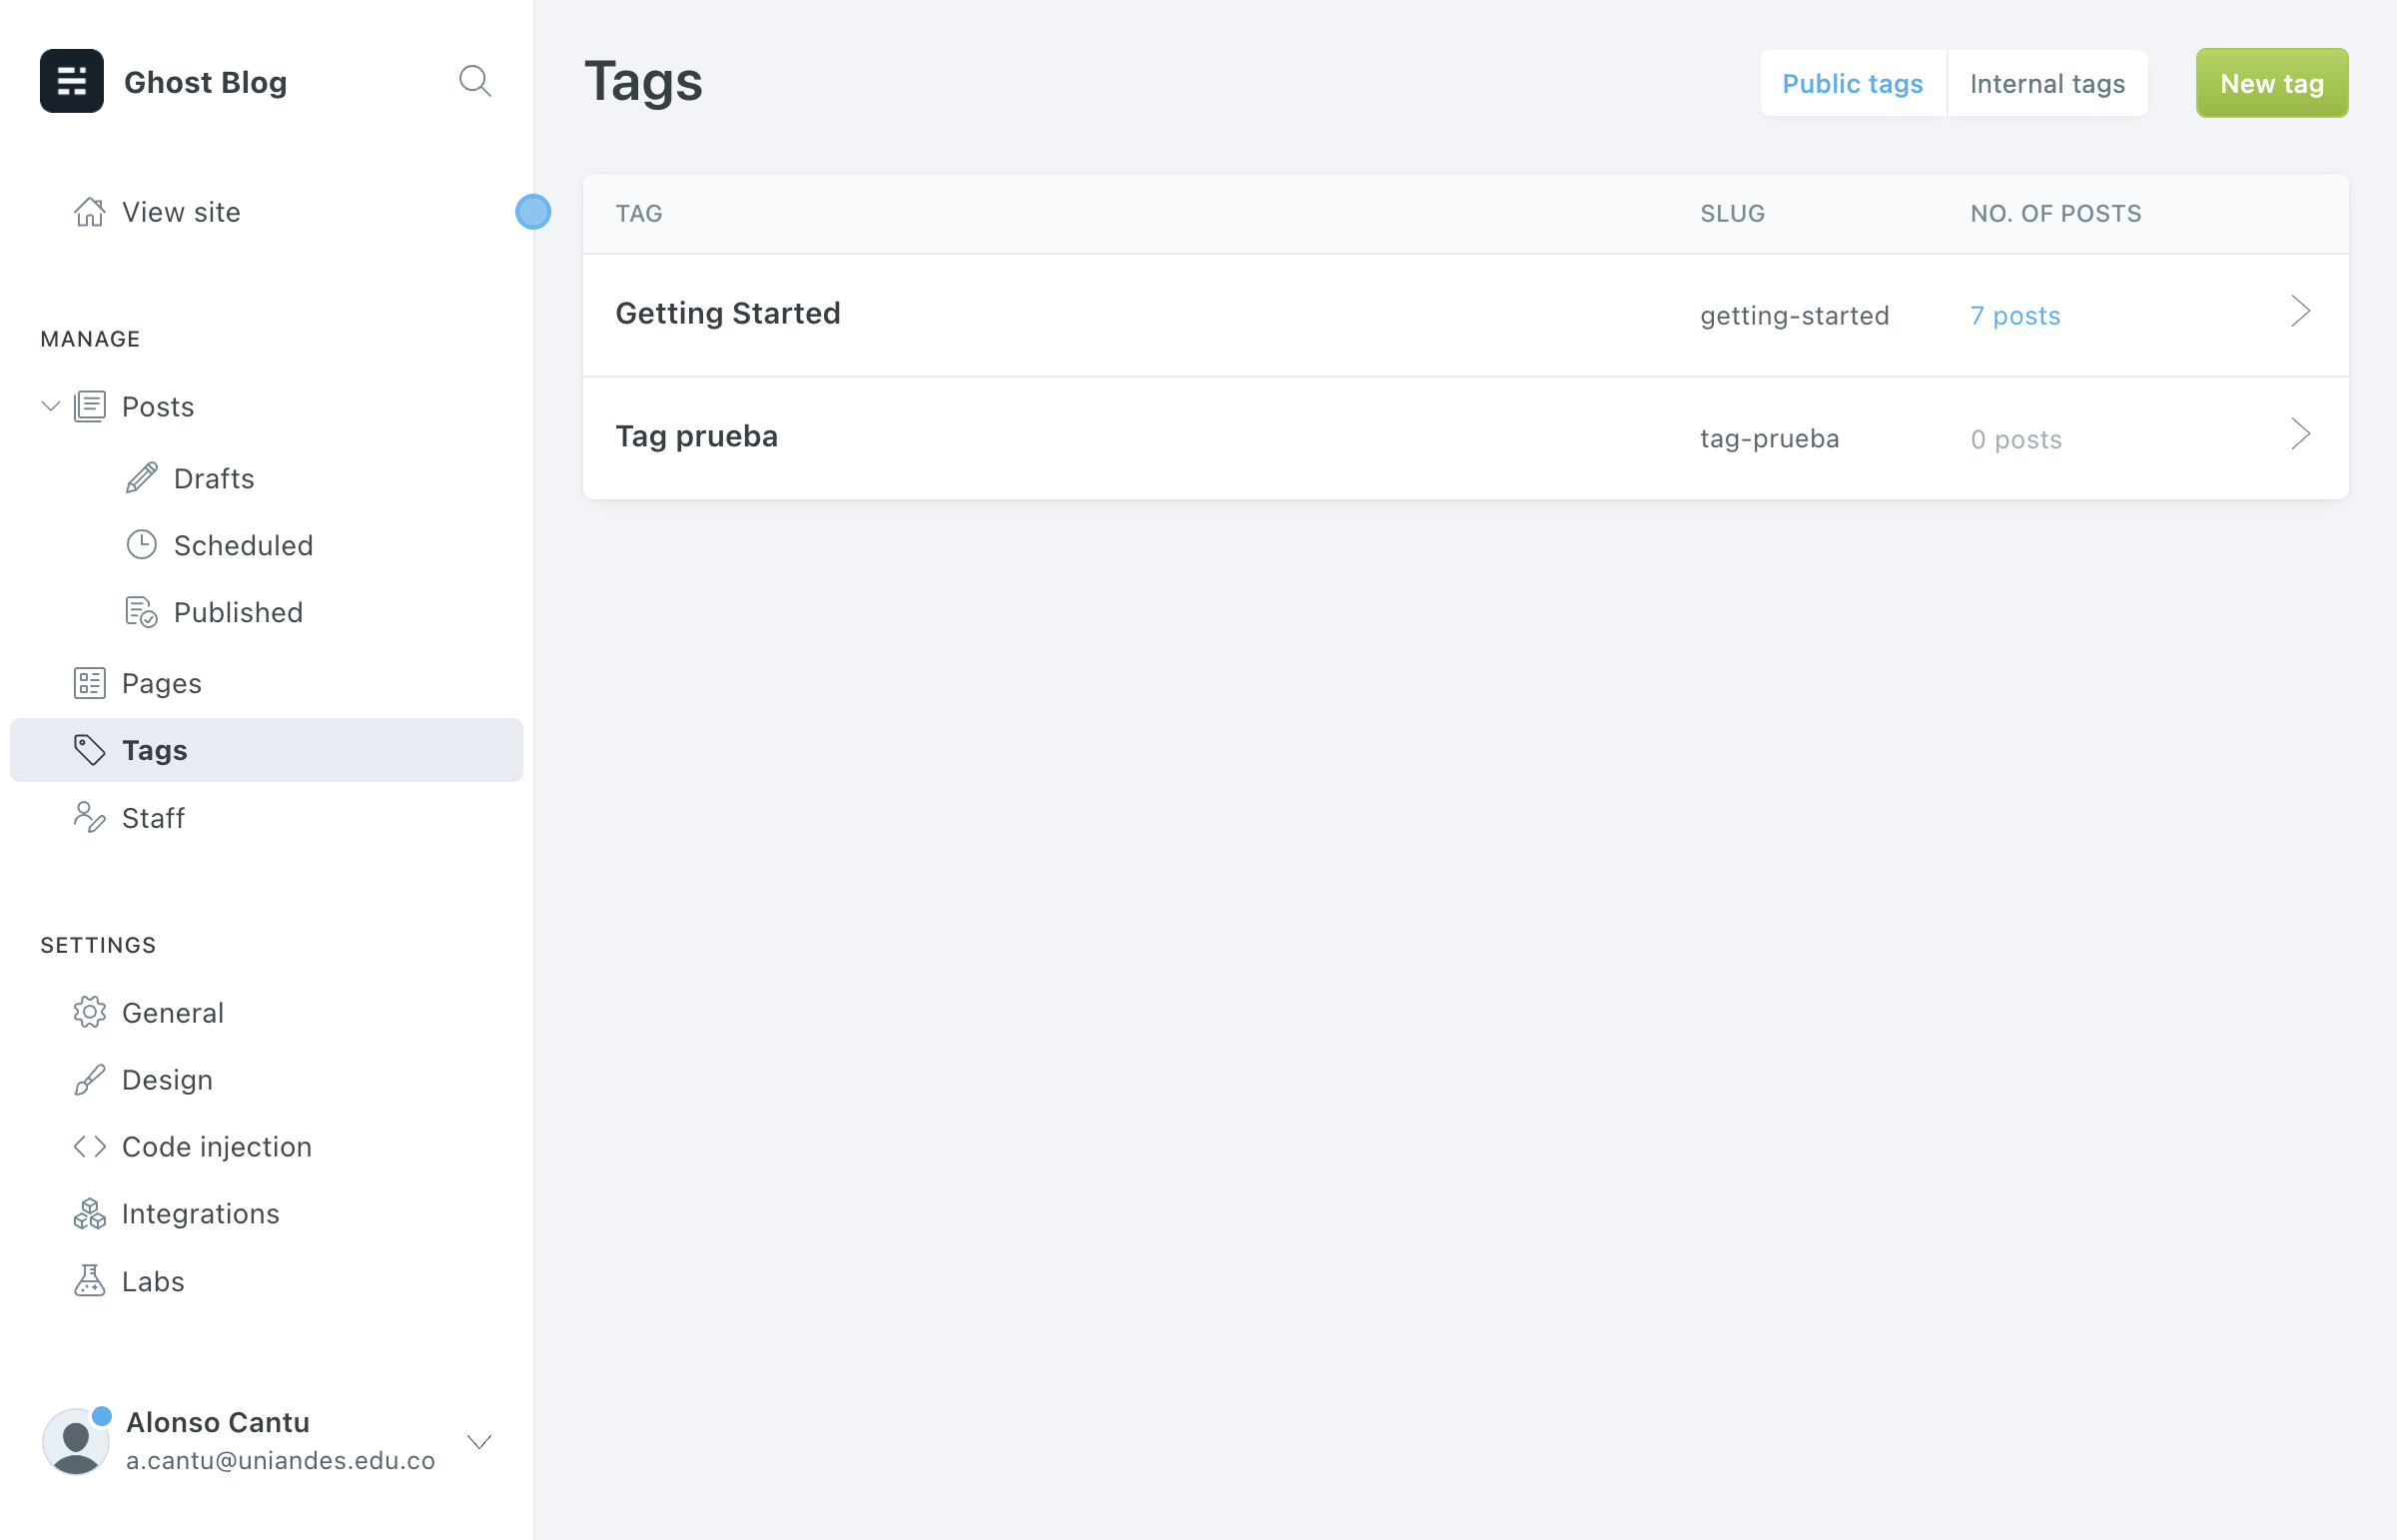 Ghost Blog
View site
MANAGE
Posts
Drafts
Scheduled
Published
Pages
Tags
Staff
SETTINGS
General
Design
Code injection
Integrations
Labs
Alonso Cantu
a.cantu@uniandes.edu.co
Tags
Public tags
Internal tags
New tag
TAG SLUG NO. OF POSTS
Getting Started getting-started 7 posts
Tag prueba tag-prueba 0 posts